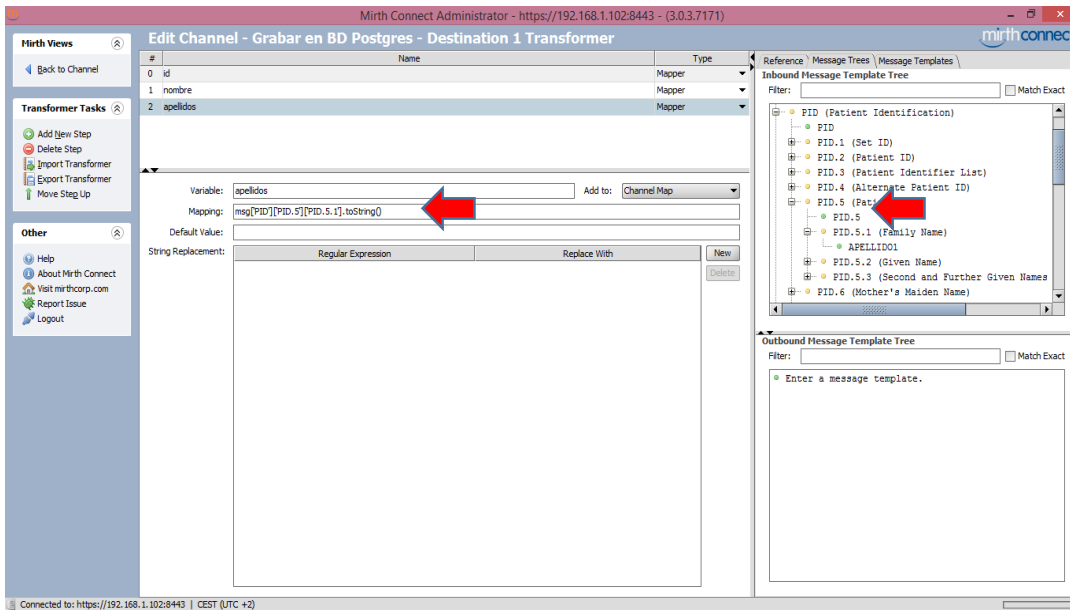 Mirth Connect Administrator - https://192.168.1.102:8443 - (3.0.3.7171)
Mirth Views
Back to Channel
Transformer Tasks
Add New Step
Delete Step
Import Transformer
Export Transformer
Move Step Up
Other
Help
About Mirth Connect
Visit mirthcorp.com
Report Issue
Logout
Edit Channel - Grabar en BD Postgres - Destination 1 Transformer
mirth connec
# Name Type
0 id Mapper
1 nombre Mapper
2 apellidos Mapper
Variable: apellidos Add to: Channel Map
Mapping: msg['PID']['PID.5']['PID.5.1'].toString()
Default Value:
String Replacement: Regular Expression Replace With New
Delete
Reference Message Trees Message Templates
Inbound Message Template Tree
Filter: Match Exact
PID (Patient Identification)
PID
PID.1 (Set ID)
PID.2 (Patient ID)
PID.3 (Patient Identifier List)
PID.4 (Alternate Patient ID)
PID.5 (Pati
PID.5
PID.5.1 (Family Name)
APELLIDO1
PID.5.2 (Given Name)
PID.5.3 (Second and Further Given Names
PID.6 (Mother's Maiden Name)
Outbound Message Template Tree
Filter: Match Exact
Enter a message template.
Connected to: https://192.168.1.102:8443 | CEST (UTC +2)